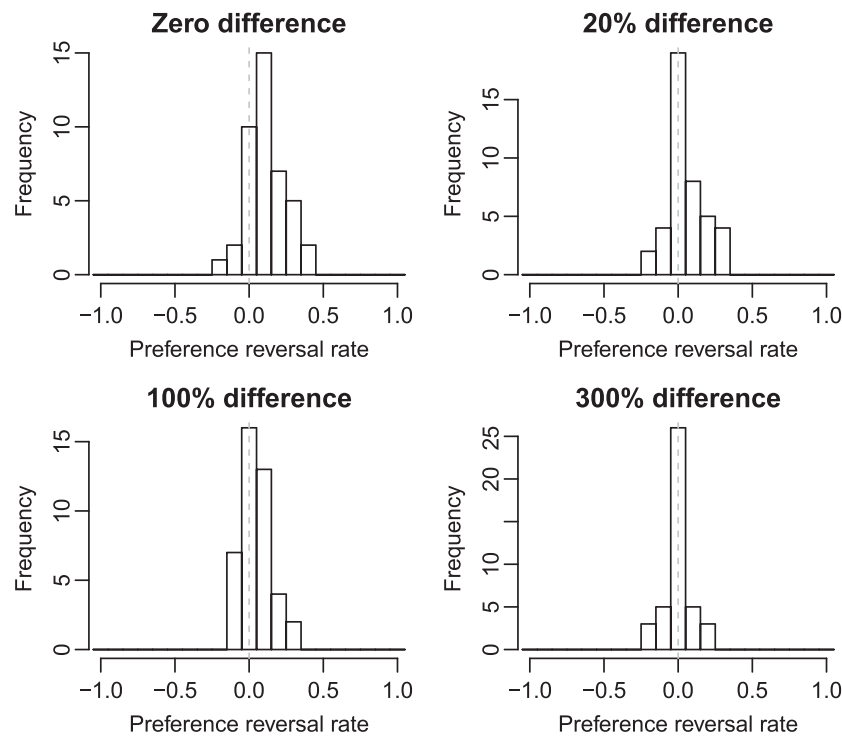 Zero difference
Frequency
15
10
5
0
−1.0 −0.5 0.0 0.5 1.0
Preference reversal rate
20% difference
Frequency
15
10
5
0
−1.0 −0.5 0.0 0.5 1.0
Preference reversal rate
100% difference
Frequency
15
10
5
0
−1.0 −0.5 0.0 0.5 1.0
Preference reversal rate
300% difference
Frequency
25
20
10
5
0
−1.0 −0.5 0.0 0.5 1.0
Preference reversal rate